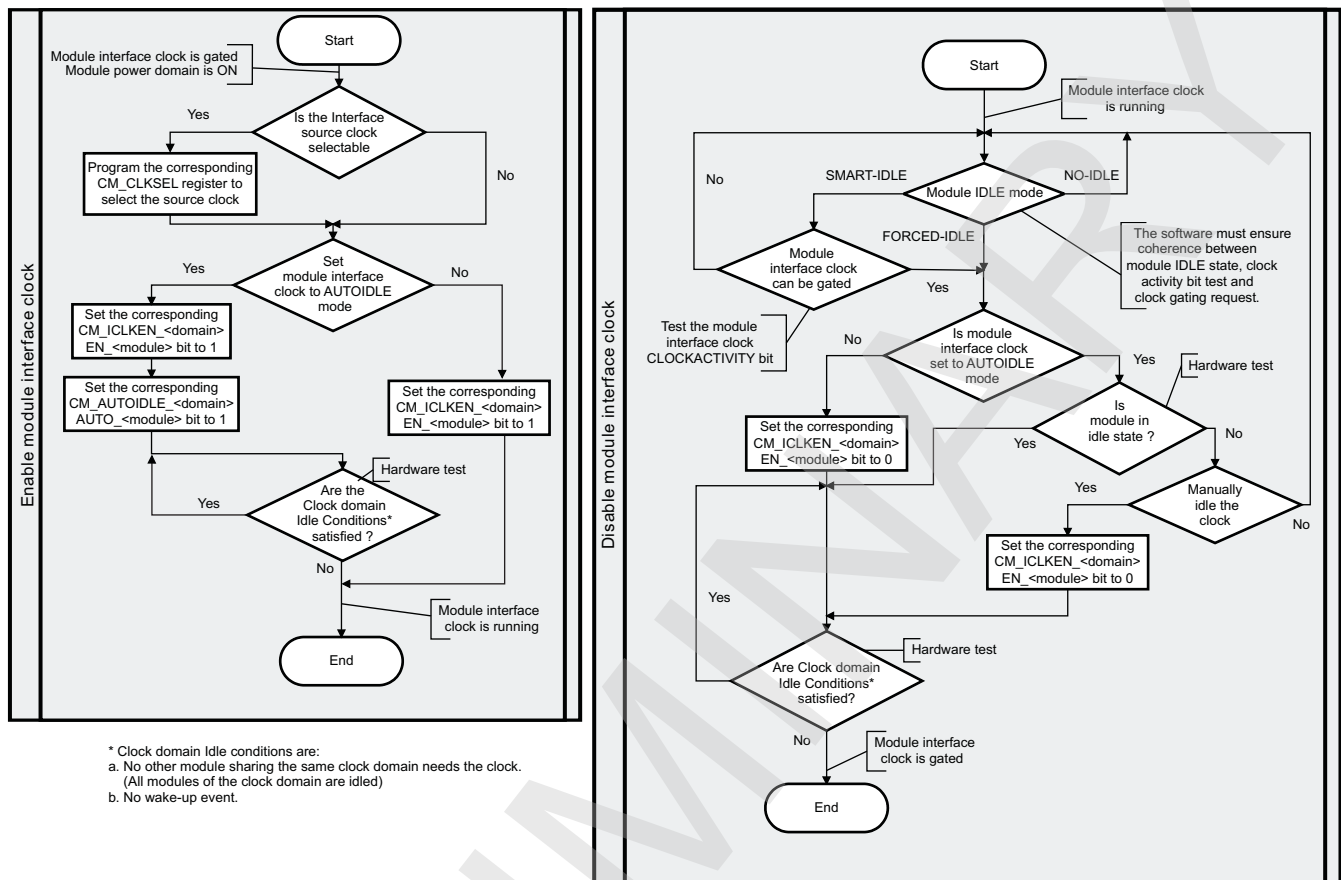 Enable module interface clock
Start
Module interface clock is gated
Module power domain is ON
Is the Interface
source clock
selectable
Yes
No
Program the corresponding
CM_CLKSEL register to
select the source clock
Set
module interface
clock to AUTOIDLE
mode
Yes
No
Set the corresponding
CM_ICLKEN_<domain>
EN_<module> bit to 1
Set the corresponding
CM_AUTOIDLE_<domain>
AUTO_<module> bit to 1
Set the corresponding
CM_ICLKEN_<domain>
EN_<module> bit to 1
Hardware test
Are the
Clock domain
Idle Conditions*
satisfied ?
Yes
No
Module interface
clock is running
End
* Clock domain Idle conditions are:
a. No other module sharing the same clock domain needs the clock.
(All modules of the clock domain are idled)
b. No wake-up event.
Disable module interface clock
Start
Module interface clock
is running
Module IDLE mode
SMART-IDLE
NO-IDLE
FORCED-IDLE
No
Module
interface clock
can be gated
Yes
The software must ensure
coherence between
module IDLE state, clock
activity bit test and
clock gating request.
Test the module
interface clock
CLOCKACTIVITY bit
Is module
interface clock
set to AUTOIDLE
mode
No
Yes
Hardware test
Set the corresponding
CM_ICLKEN_<domain>
EN_<module> bit to 0
Is
module in
idle state ?
Yes
No
Manually
idle the
clock
Yes
No
Set the corresponding
CM_ICLKEN_<domain>
EN_<module> bit to 0
Hardware test
Are Clock domain
Idle Conditions*
satisfied?
Yes
No
Module interface
clock is gated
End
MINARY